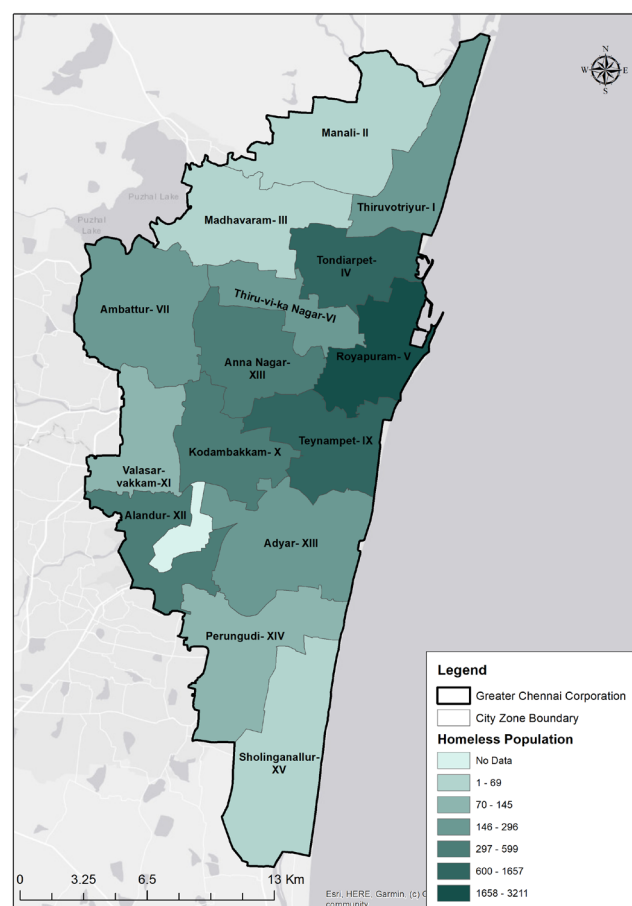 N
W
E
S
Manali- II
Puzhal Lake
Thiruvotriyur- I
Madhavaram- III
Puzhal
Lake
Tondiarpet-
IV
Ambattur- VII
Thiru-vi-ka Nagar-VI
Anna Nagar-
XIII
Royapuram- V
Teynampet- IX
Kodambakkam- X
Valasar-
vakkam-XI
Alandur- XII
Adyar- XIII
Perungudi- XIV
Sholinganallur-
XV
Legend
Greater Chennai Corporation
City Zone Boundary
Homeless Population
No Data
1 - 69
70 - 145
146 - 296
297 - 599
600 - 1657
1658 - 3211
0 3.25 6.5 13 Km
Esri, HERE, Garmin, (c)
community